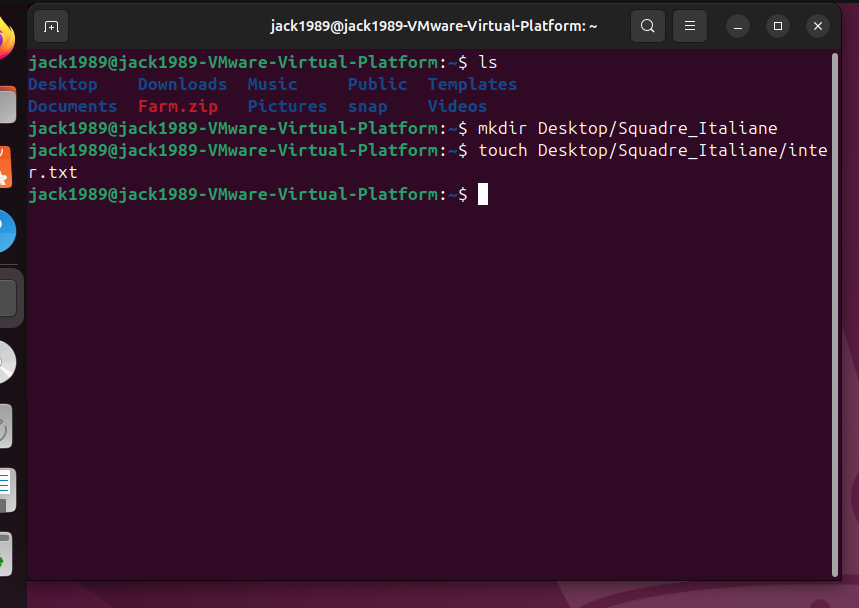 jack1989@jack1989-VMware-Virtual-Platform: ~
jack1989@jack1989-VMware-Virtual-Platform:~$ ls
Desktop Downloads Music Public Templates
Documents Farm.zip Pictures snap Videos
jack1989@jack1989-VMware-Virtual-Platform:~$ mkdir Desktop/Squadre_Italiane
jack1989@jack1989-VMware-Virtual-Platform:~$ touch Desktop/Squadre_Italiane/inte
r.txt
jack1989@jack1989-VMware-Virtual-Platform:~$